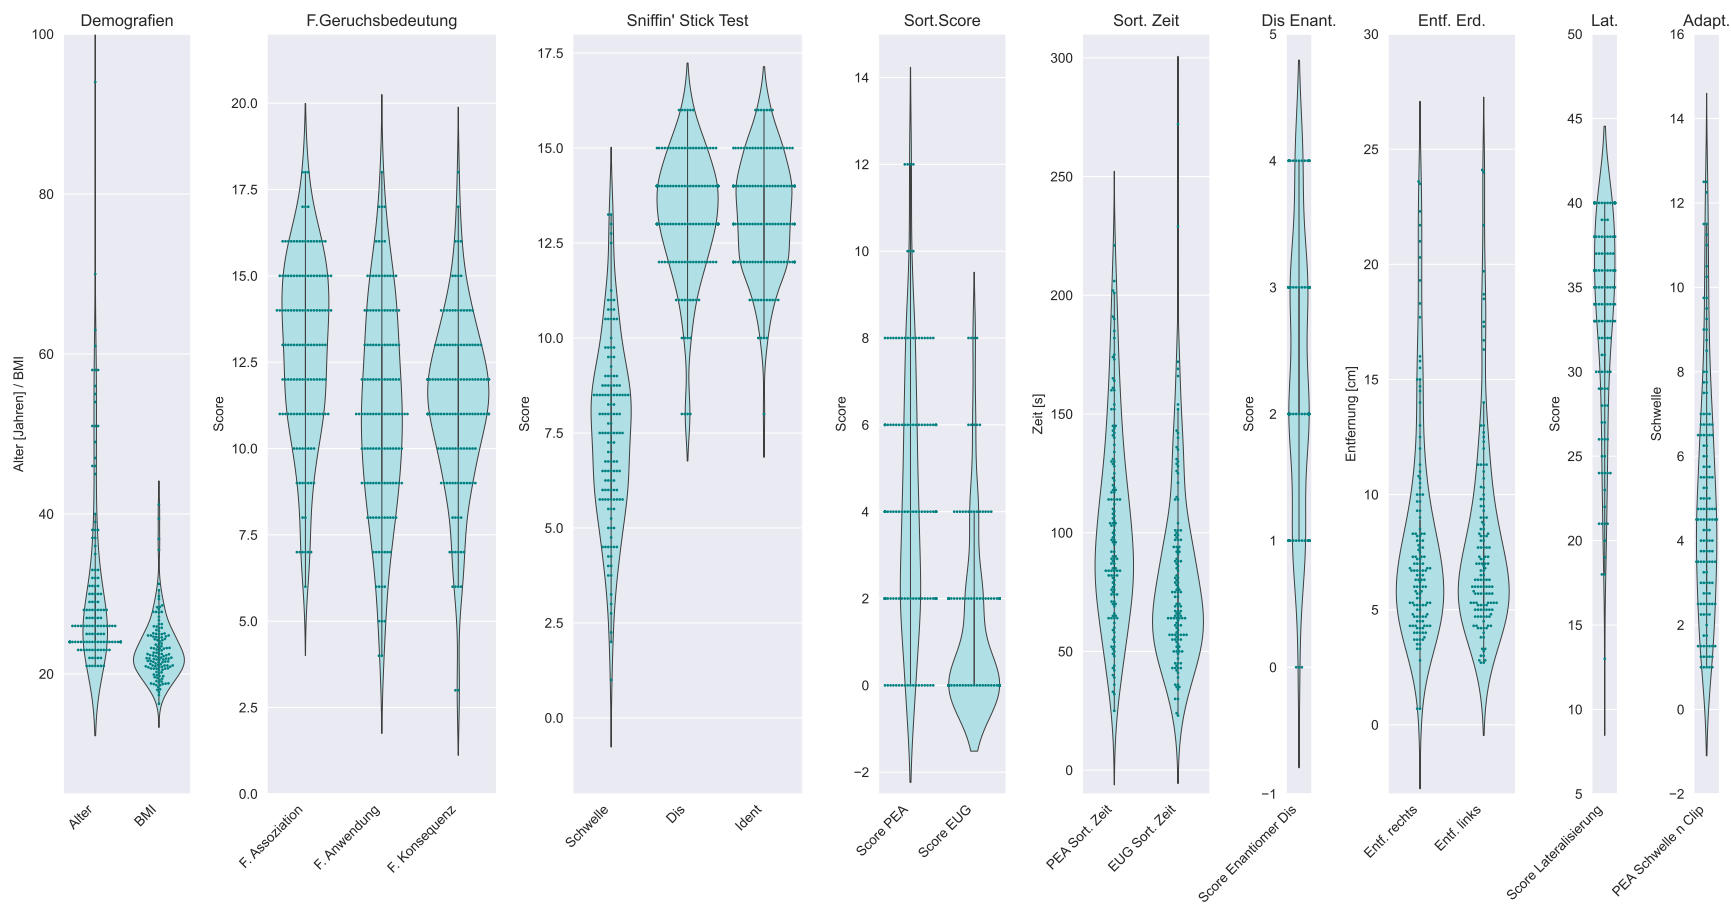 Demografien
F.Geruchsbedeutung
Sniffin' Stick Test
Sort.Score
Sort. Zeit
Dis Enant.
Entf. Erd.
Lat.
Adapt.
Alter [Jahren] / BMI
100
80
60
40
20
Alter
BMI
Score
20.0
17.5
15.0
12.5
10.0
7.5
5.0
2.5
0.0
F. Assoziation
F. Anwendung
F. Konsequenz
Score
17.5
15.0
12.5
10.0
7.5
5.0
2.5
0.0
Schwelle
Dis
Ident
Score
14
12
10
8
6
4
2
0
−2
Score PEA
Score EUG
Zeit [s]
300
250
200
150
100
50
0
PEA Sort. Zeit
EUG Sort. Zeit
Score
5
4
3
2
1
0
−1
Score Enantiomer Dis
Entfernung [cm]
30
25
20
15
10
5
0
Entf. rechts
Entf. links
Score
50
45
40
35
30
25
20
15
10
5
Score Lateralisierung
Schwelle
16
14
12
10
8
6
4
2
0
−2
PEA Schwelle n Clip